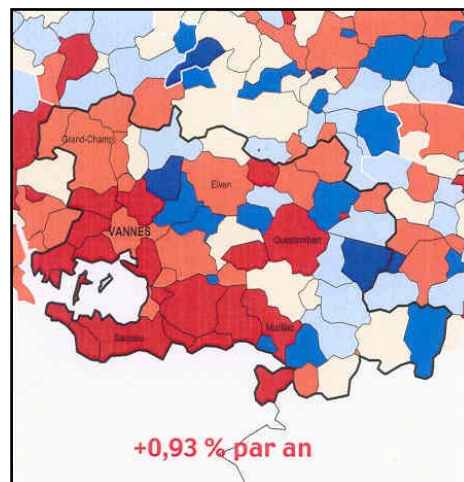 Grand-Champ
Elven
VANNES
Questembert
Muzillac
Sarzeau
+0,93 % par an